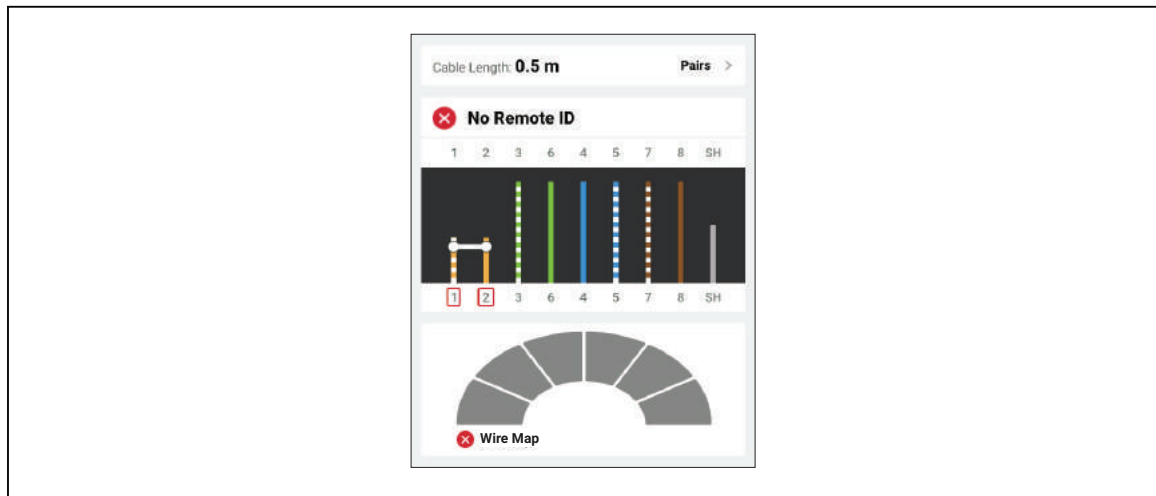 Cable Length: 0.5 m Pairs >
No Remote ID
1 2 3 6 4 5 7 8 SH
1 2 3 6 4 5 7 8 SH
Wire Map